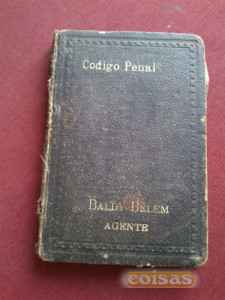 Codigo Penal
BALDY BELEM
AGENTE
coisas